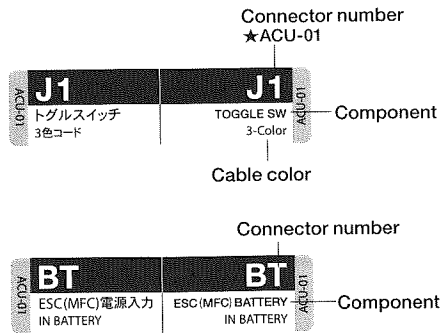 Connector number
★ACU-01
ACU-01
J1
J1
ACU-01
トグルスイッチ
TOGGLE SW
Component
3色コード
3-Color
Cable color
Connector number
ACU-01
BT
BT
ACU-01
ESC(MFC)電源入力
ESC (MFC) BATTERY
Component
IN BATTERY
IN BATTERY